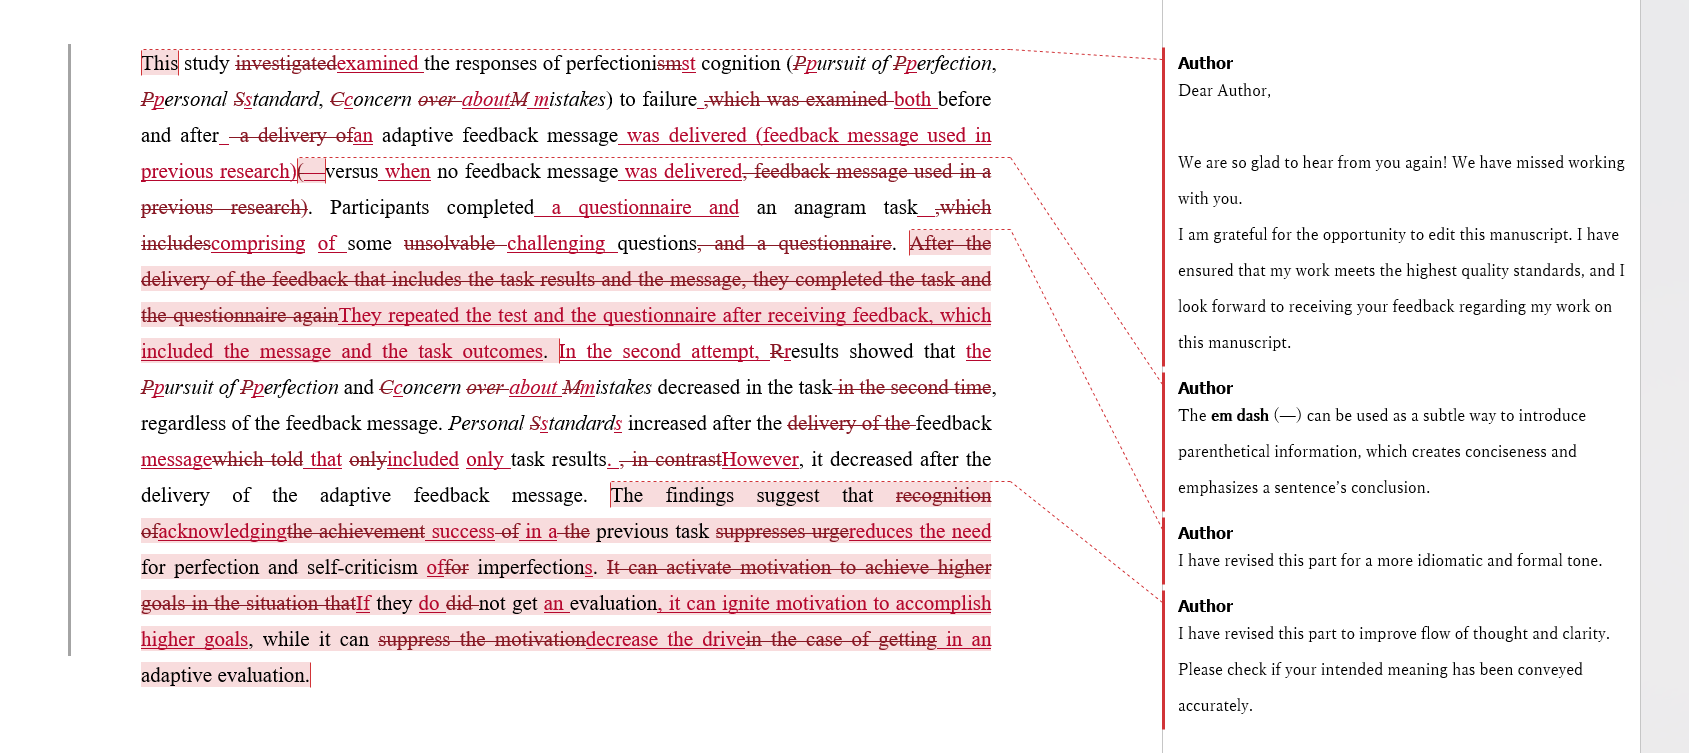 This study investigatedexamined the responses of perfectionismst cognition (Ppursuit of Pperfection,
Ppersonal Sstandard, Cconcern over aboutM mistakes) to failure ,which was examined both before
and after  a delivery ofan adaptive feedback message was delivered (feedback message used in
previous research)(—versus when no feedback message was delivered, feedback message used in a
previous research). Participants completed a questionnaire and an anagram task ,which
includescomprising of some unsolvable challenging questions, and a questionnaire. After the
delivery of the feedback that includes the task results and the message, they completed the task and
the questionnaire againThey repeated the test and the questionnaire after receiving feedback, which
included the message and the task outcomes. In the second attempt, Rresults showed that the
Ppursuit of Pperfection and Cconcern over about Mmistakes decreased in the task in the second time,
regardless of the feedback message. Personal Sstandards increased after the delivery of the feedback
messagewhich told that onlyincluded only task results. , in contrastHowever, it decreased after the
delivery of the adaptive feedback message. The findings suggest that recognition
ofacknowledgingthe achievement success of in a the previous task suppresses urgereduces the need
for perfection and self-criticism offor imperfections. It can activate motivation to achieve higher
goals in the situation thatIf they do did not get an evaluation, it can ignite motivation to accomplish
higher goals, while it can suppress the motivationdecrease the drivein the case of getting in an
adaptive evaluation.
Author
Dear Author,
We are so glad to hear from you again! We have missed working
with you.
I am grateful for the opportunity to edit this manuscript. I have
ensured that my work meets the highest quality standards, and I
look forward to receiving your feedback regarding my work on
this manuscript.
Author
The em dash (—) can be used as a subtle way to introduce
parenthetical information, which creates conciseness and
emphasizes a sentence’s conclusion.
Author
I have revised this part for a more idiomatic and formal tone.
Author
I have revised this part to improve flow of thought and clarity.
Please check if your intended meaning has been conveyed
accurately.